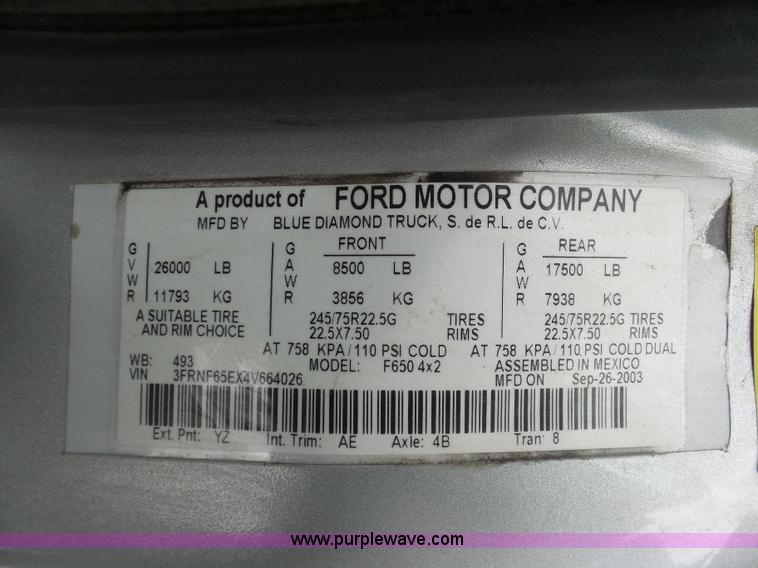 A product of FORD MOTOR COMPANY
MFD BY BLUE DIAMOND TRUCK, S. de R.L. de C.V.
GVWR 26000 LB 11793 KG
GAWR FRONT 8500 LB 3856 KG
GAWR REAR 17500 LB 7938 KG
A SUITABLE TIRE AND RIM CHOICE
245/75R22.5G TIRES 245/75R22.5G TIRES
22.5X7.50 RIMS 22.5X7.50 RIMS
AT 758 KPA/110 PSI COLD AT 758 KPA/110 PSI COLD DUAL
WB: 493 MODEL: F650 4x2 ASSEMBLED IN MEXICO
VIN 3FRNF65EX4V664026 MFD ON Sep-26-2003
Ext. Pnt: YZ Int. Trim: AE Axle: 4B Tran: 8
www.purplewave.com